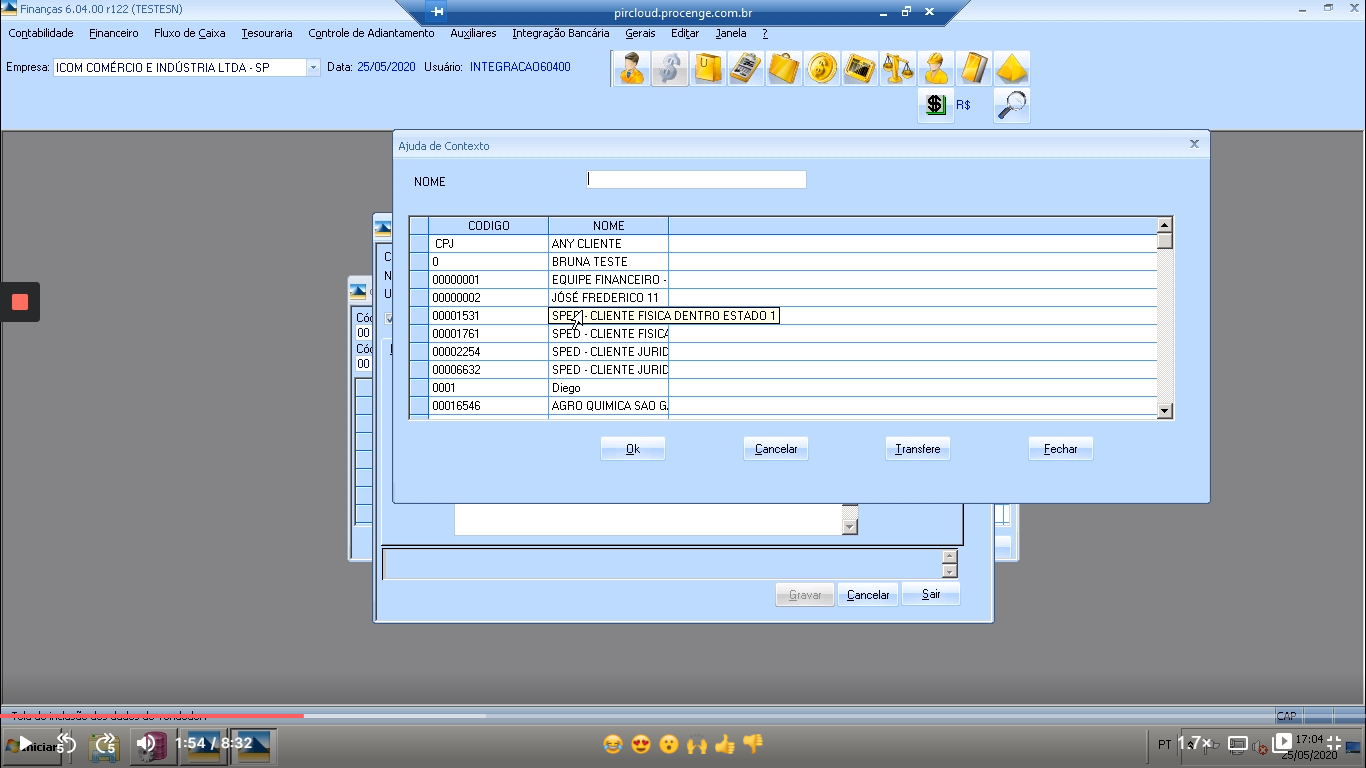 Finanças 6.04.00 r122 (TESTESN)
pircloud.procenge.com.br
Contabilidade Financeiro Fluxo de Caixa Tesouraria Controle de Adiantamento Auxiliares Integração Bancária Gerais Editar Janela ?
Empresa: ICOM COMÉRCIO E INDÚSTRIA LTDA - SP Data: 25/05/2020 Usuário: INTEGRACAO60400
R$
Ajuda de Contexto
NOME
CODIGO NOME
CPJ ANY CLIENTE
0 BRUNA TESTE
00000001 EQUIPE FINANCEIRO -
00000002 JÓSÉ FREDERICO 11
00001531 SPED - CLIENTE FISICA DENTRO ESTADO 1
00001761 SPED - CLIENTE FISICA
00002254 SPED - CLIENTE JURID
00006632 SPED - CLIENTE JURID
0001 Diego
00016546 AGRO QUIMICA SAO GA
Ok Cancelar Transfere Fechar
C
N
U
Cód
00
Cód
00
Gravar Cancelar Sair
Tela de inclusão dos dados do vendedor.
CAP
Iniciar
5 5
1:54 / 8:32
PT
1.7×
17:04
25/05/2020